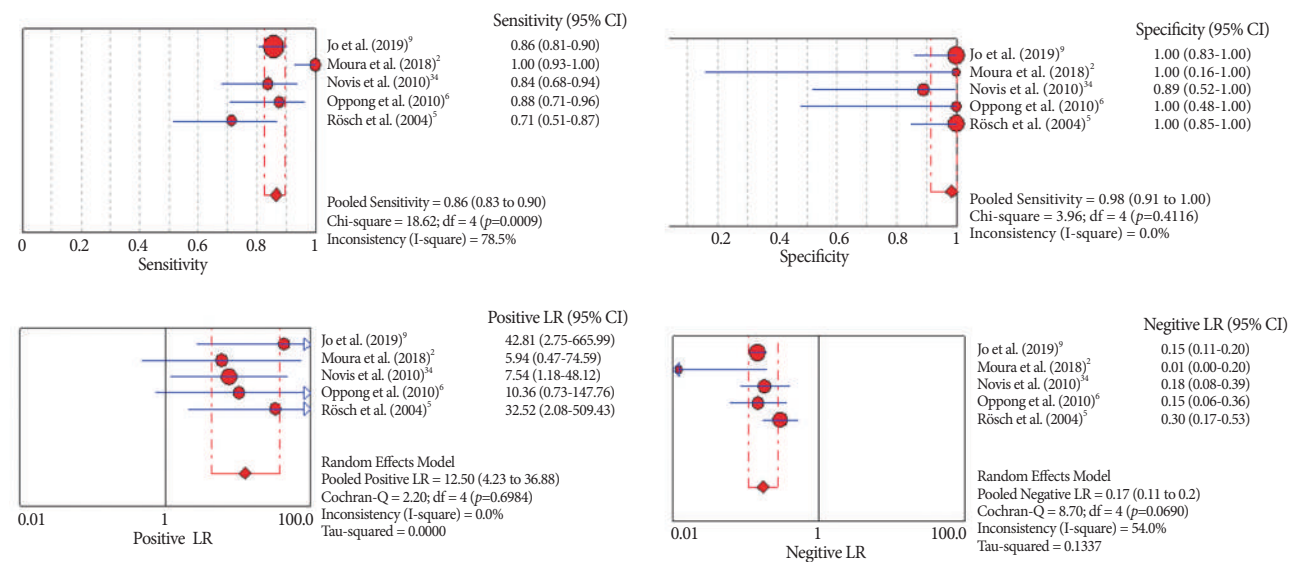 Sensitivity (95% CI)
Jo et al. (2019)9 0.86 (0.81-0.90)
Moura et al. (2018)2 1.00 (0.93-1.00)
Novis et al. (2010)34 0.84 (0.68-0.94)
Oppong et al. (2010)6 0.88 (0.71-0.96)
Rösch et al. (2004)5 0.71 (0.51-0.87)
Pooled Sensitivity = 0.86 (0.83 to 0.90)
Chi-square = 18.62; df = 4 (p=0.0009)
Inconsistency (I-square) = 78.5%
0 0.2 0.4 0.6 0.8 1
Sensitivity
Specificity (95% CI)
Jo et al. (2019)9 1.00 (0.83-1.00)
Moura et al. (2018)2 1.00 (0.16-1.00)
Novis et al. (2010)34 0.89 (0.52-1.00)
Oppong et al. (2010)6 1.00 (0.48-1.00)
Rösch et al. (2004)5 1.00 (0.85-1.00)
Pooled Sensitivity = 0.98 (0.91 to 1.00)
Chi-square = 3.96; df = 4 (p=0.4116)
Inconsistency (I-square) = 0.0%
0.2 0.4 0.6 0.8 1
Specificity
Positive LR (95% CI)
Jo et al. (2019)9 42.81 (2.75-665.99)
Moura et al. (2018)2 5.94 (0.47-74.59)
Novis et al. (2010)34 7.54 (1.18-48.12)
Oppong et al. (2010)6 10.36 (0.73-147.76)
Rösch et al. (2004)5 32.52 (2.08-509.43)
Random Effects Model
Pooled Positive LR = 12.50 (4.23 to 36.88)
Cochran-Q = 2.20; df = 4 (p=0.6984)
Inconsistency (I-square) = 0.0%
Tau-squared = 0.0000
0.01 1 100.0
Positive LR
Negitive LR (95% CI)
Jo et al. (2019)9 0.15 (0.11-0.20)
Moura et al. (2018)2 0.01 (0.00-0.20)
Novis et al. (2010)34 0.18 (0.08-0.39)
Oppong et al. (2010)6 0.15 (0.06-0.36)
Rösch et al. (2004)5 0.30 (0.17-0.53)
Random Effects Model
Pooled Negative LR = 0.17 (0.11 to 0.2)
Cochran-Q = 8.70; df = 4 (p=0.0690)
Inconsistency (I-square) = 54.0%
Tau-squared = 0.1337
0.01 1 100.0
Negitive LR